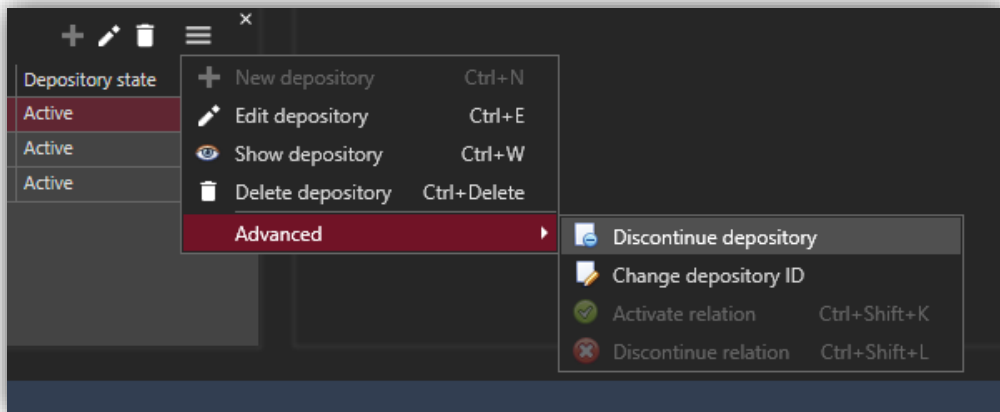 Depository state
Active
Active
Active
New depository Ctrl+N
Edit depository Ctrl+E
Show depository Ctrl+W
Delete depository Ctrl+Delete
Advanced
Discontinue depository
Change depository ID
Activate relation Ctrl+Shift+K
Discontinue relation Ctrl+Shift+L